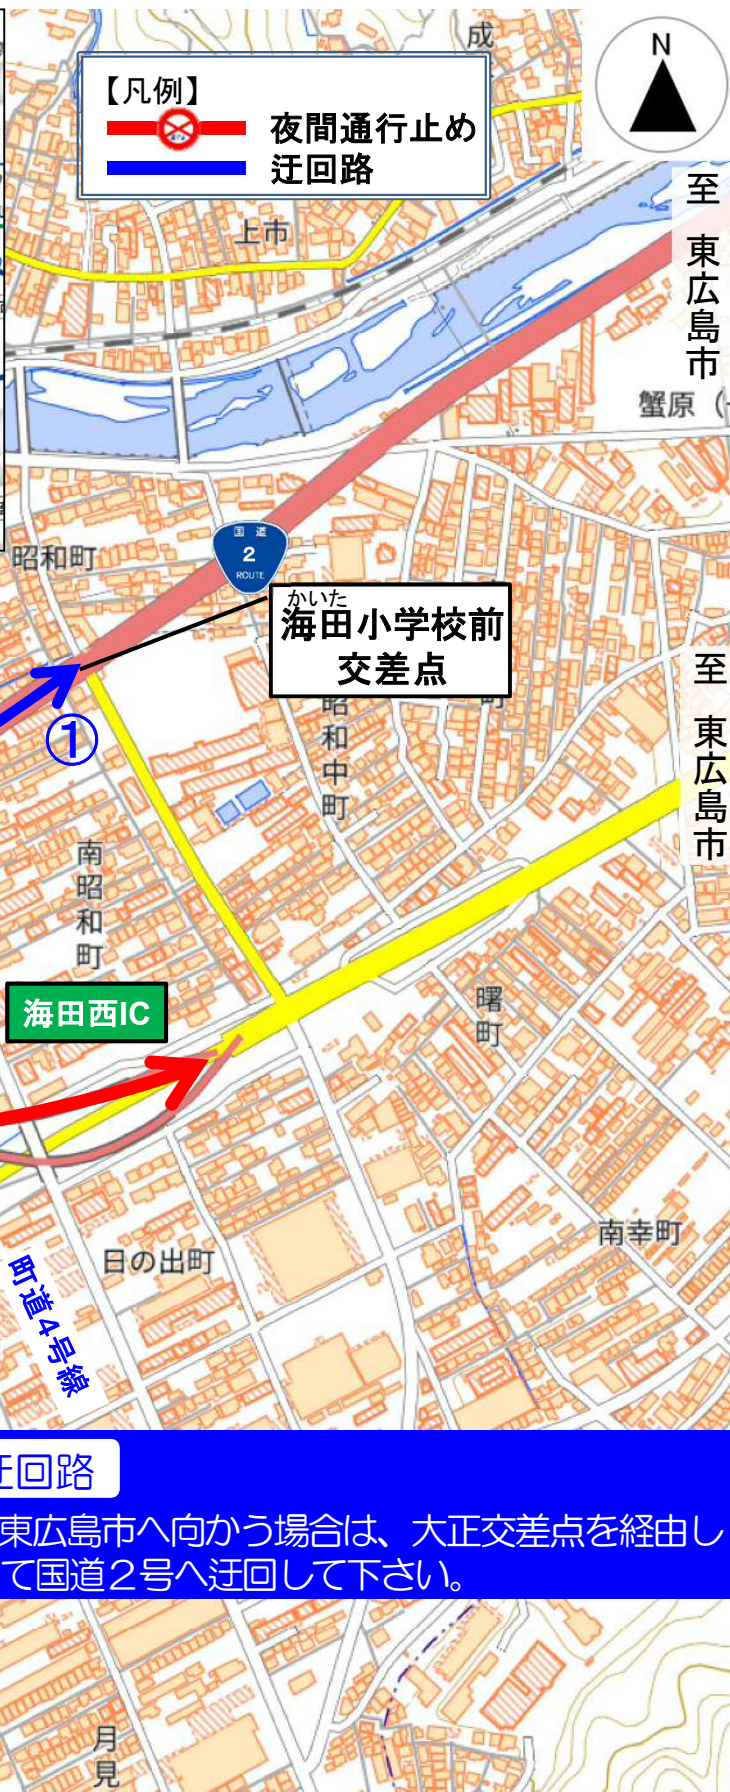 成
N
【凡例】
夜間通行止め
迂回路
至 東広島市
上市
蟹原
国道
2
ROUTE
昭和町
かいた
海田小学校前
交差点
至 東広島市
①
昭和中町
町
南昭和町
海田西IC
曙町
南幸町
日の出町
町道4号線
迂回路
東広島市へ向かう場合は、大正交差点を経由し
て国道２号へ迂回して下さい。
月見